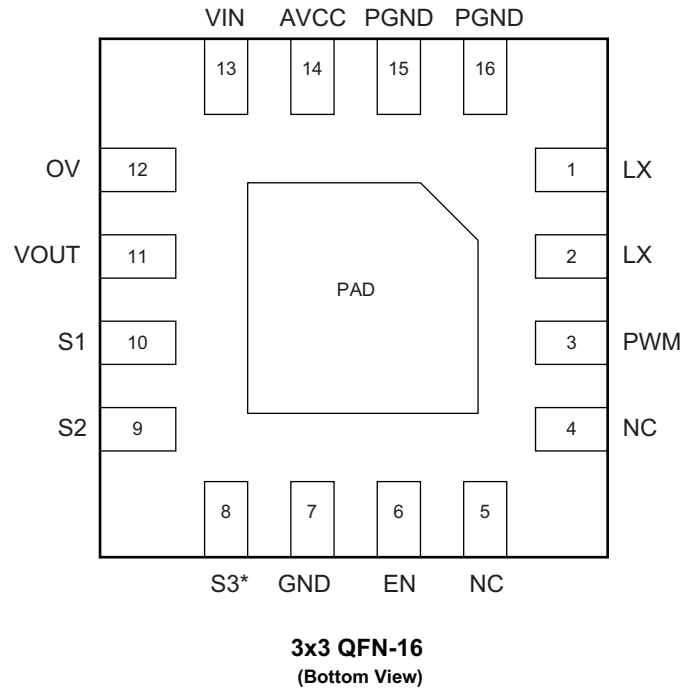 VIN AVCC PGND PGND
13 14 15 16
OV 12 1 LX
VOUT 11 2 LX
PAD
S1 10 3 PWM
S2 9 4 NC
8 7 6 5
S3* GND EN NC
3x3 QFN-16
(Bottom View)